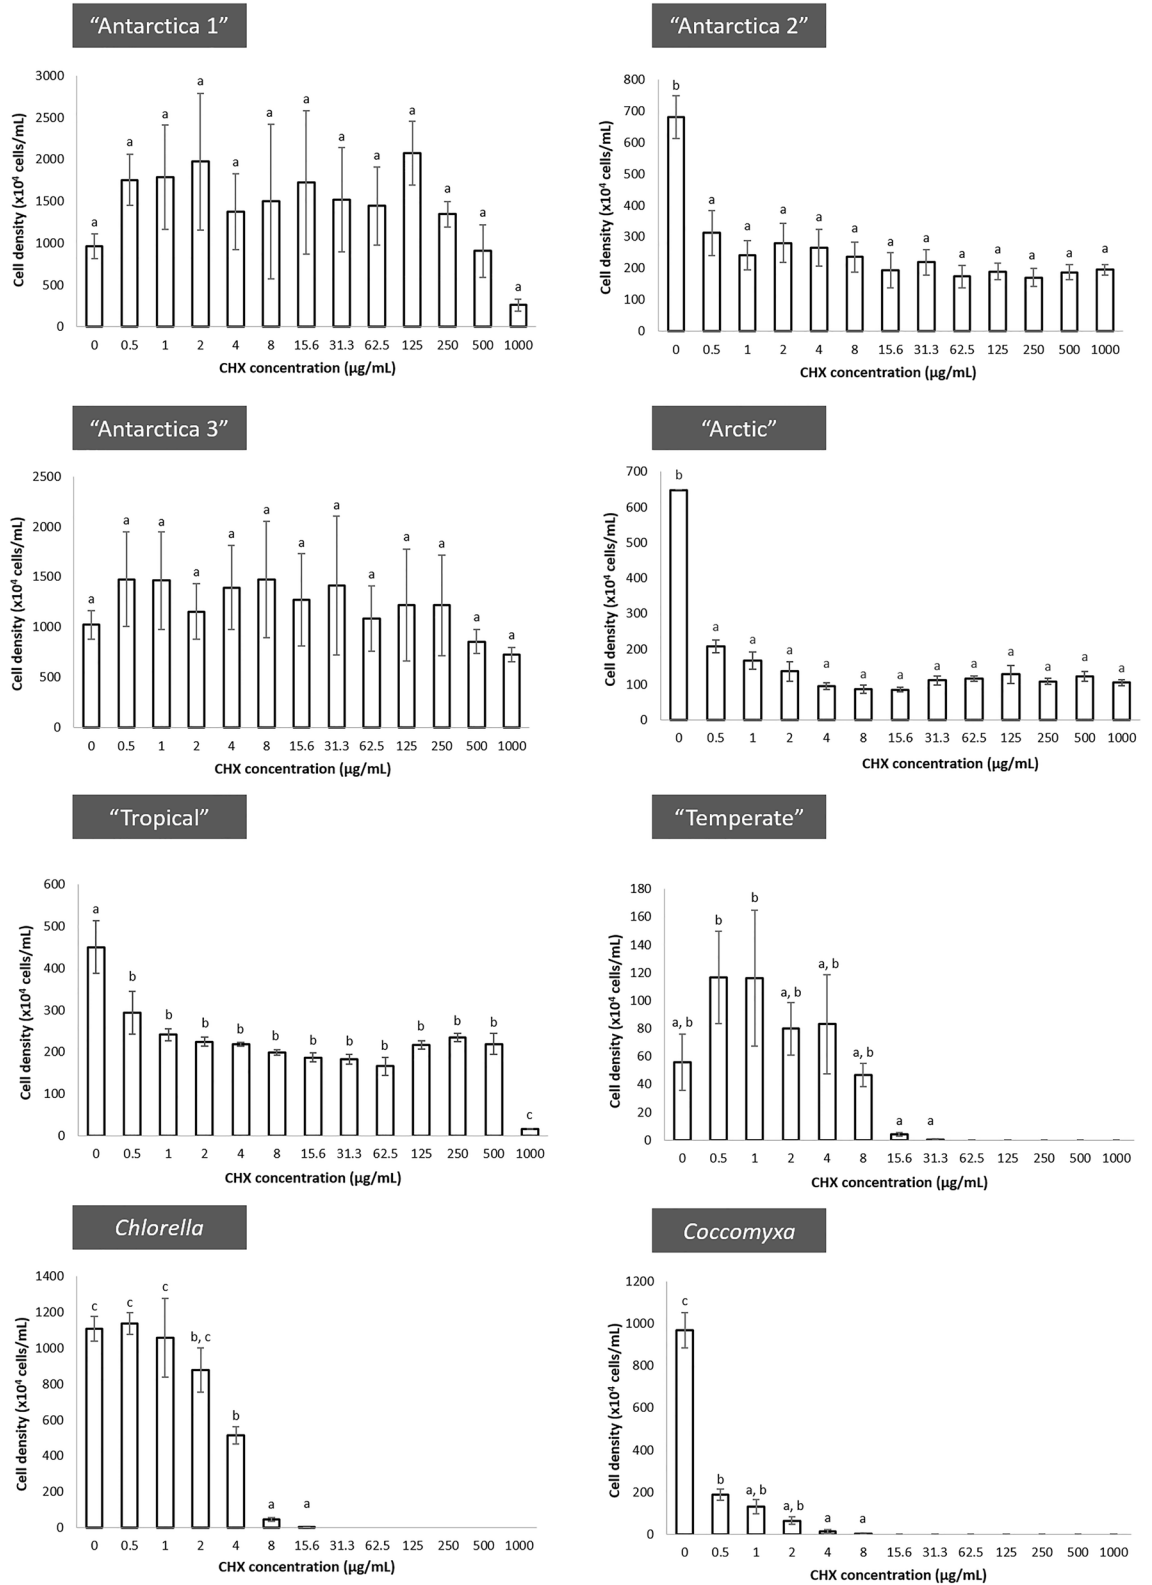 “Antarctica 1”
3000
2500
2000
1500
1000
500
0
Cell density (x10⁴ cells/mL)
a
a
a
a
a
a
a
a
a
a
a
a
a
0 0.5 1 2 4 8 15.6 31.3 62.5 125 250 500 1000
CHX concentration (µg/mL)
“Antarctica 2”
800
700
600
500
400
300
200
100
0
Cell density (x10⁴ cells/mL)
b
a
a
a
a
a
a
a
a
a
a
a
a
0 0.5 1 2 4 8 15.6 31.3 62.5 125 250 500 1000
CHX concentration (µg/mL)
“Antarctica 3”
2500
2000
1500
1000
500
0
Cell density (x10⁴ cells/mL)
a
a
a
a
a
a
a
a
a
a
a
a
a
0 0.5 1 2 4 8 15.6 31.3 62.5 125 250 500 1000
CHX concentration (µg/mL)
“Arctic”
700
600
500
400
300
200
100
0
Cell density (x10⁴ cells/mL)
b
a
a
a
a
a
a
a
a
a
a
a
a
0 0.5 1 2 4 8 15.6 31.3 62.5 125 250 500 1000
CHX concentration (µg/mL)
“Tropical”
600
500
400
300
200
100
0
Cell density (x10⁴ cells/mL)
a
b
b
b
b
b
b
b
b
b
b
b
c
0 0.5 1 2 4 8 15.6 31.3 62.5 125 250 500 1000
CHX concentration (µg/mL)
“Temperate”
180
160
140
120
100
80
60
40
20
0
Cell density (x10⁴ cells/mL)
a, b
b
b
a, b
a, b
a, b
a
a
0 0.5 1 2 4 8 15.6 31.3 62.5 125 250 500 1000
CHX concentration (µg/mL)
Chlorella
1400
1200
1000
800
600
400
200
0
Cell density (x10⁴ cells/mL)
c
c
c
b, c
b
a
a
0 0.5 1 2 4 8 15.6 31.3 62.5 125 250 500 1000
CHX concentration (µg/mL)
Coccomyxa
1200
1000
800
600
400
200
0
Cell density (x10⁴ cells/mL)
c
b
a, b
a, b
a
a
0 0.5 1 2 4 8 15.6 31.3 62.5 125 250 500 1000
CHX concentration (µg/mL)